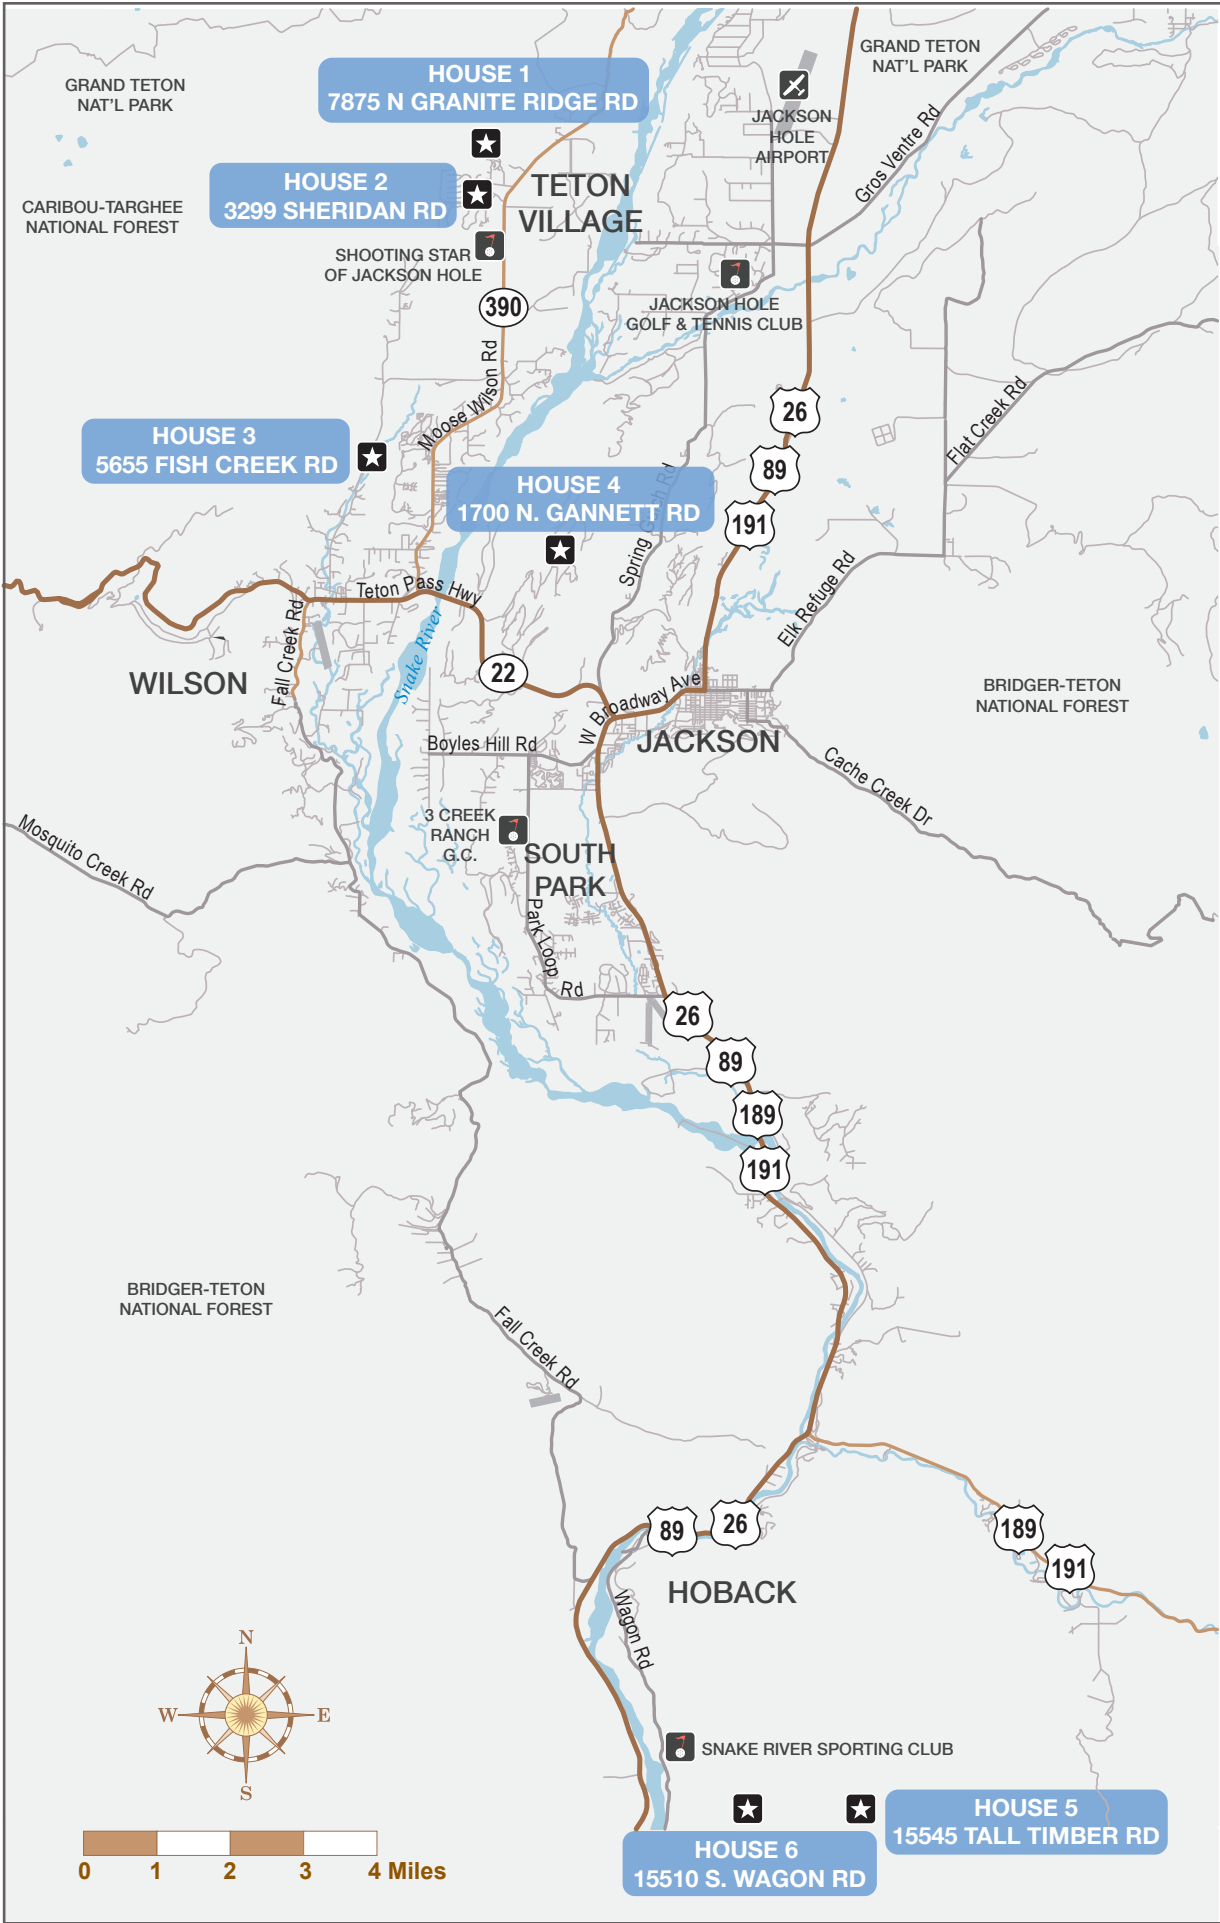 GRAND TETON
NAT'L PARK
HOUSE 1
7875 N GRANITE RIDGE RD
GRAND TETON
NAT'L PARK
JACKSON
HOLE
AIRPORT
Gros Ventre Rd
HOUSE 2
3299 SHERIDAN RD
TETON
VILLAGE
CARIBOU-TARGHEE
NATIONAL FOREST
SHOOTING STAR
OF JACKSON HOLE
390
JACKSON HOLE
GOLF & TENNIS CLUB
Moose Wilson Rd
26
89
191
Flat Creek Rd
HOUSE 3
5655 FISH CREEK RD
HOUSE 4
1700 N. GANNETT RD
Spring Gulch Rd
Elk Refuge Rd
Teton Pass Hwy
Snake River
Fall Creek Rd
WILSON
22
W Broadway Ave
JACKSON
BRIDGER-TETON
NATIONAL FOREST
Boyles Hill Rd
Cache Creek Dr
3 CREEK
RANCH
G.C.
SOUTH
PARK
Mosquito Creek Rd
Park Loop
Rd
26
89
189
191
BRIDGER-TETON
NATIONAL FOREST
Fall Creek Rd
89
26
189
191
HOBACK
Wagon Rd
N
W
E
S
SNAKE RIVER SPORTING CLUB
HOUSE 5
15545 TALL TIMBER RD
HOUSE 6
15510 S. WAGON RD
0 1 2 3 4 Miles